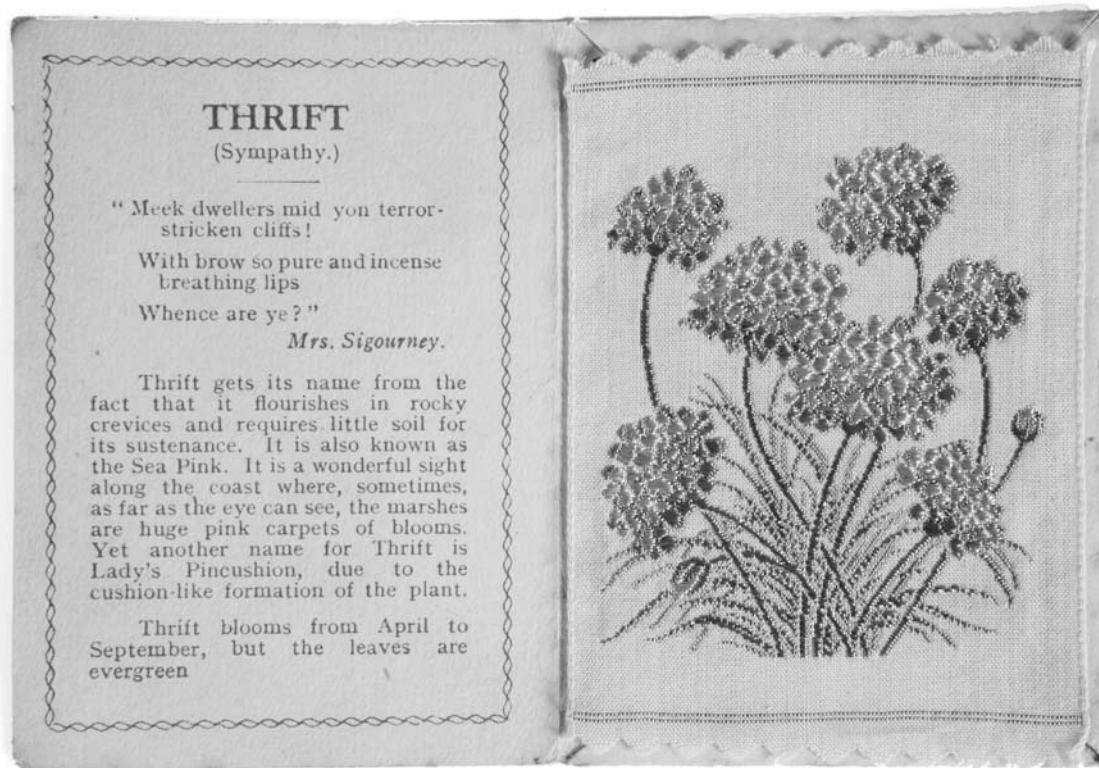 THRIFT
(Sympathy.)
“ Meek dwellers mid yon terror-
stricken cliffs!
With brow so pure and incense
breathing lips
Whence are ye? ”
Mrs. Sigourney.
Thrift gets its name from the
fact that it flourishes in rocky
crevices and requires little soil for
its sustenance. It is also known as
the Sea Pink. It is a wonderful sight
along the coast where, sometimes,
as far as the eye can see, the marshes
are huge pink carpets of blooms.
Yet another name for Thrift is
Lady's Pincushion, due to the
cushion-like formation of the plant.
Thrift blooms from April to
September, but the leaves are
evergreen